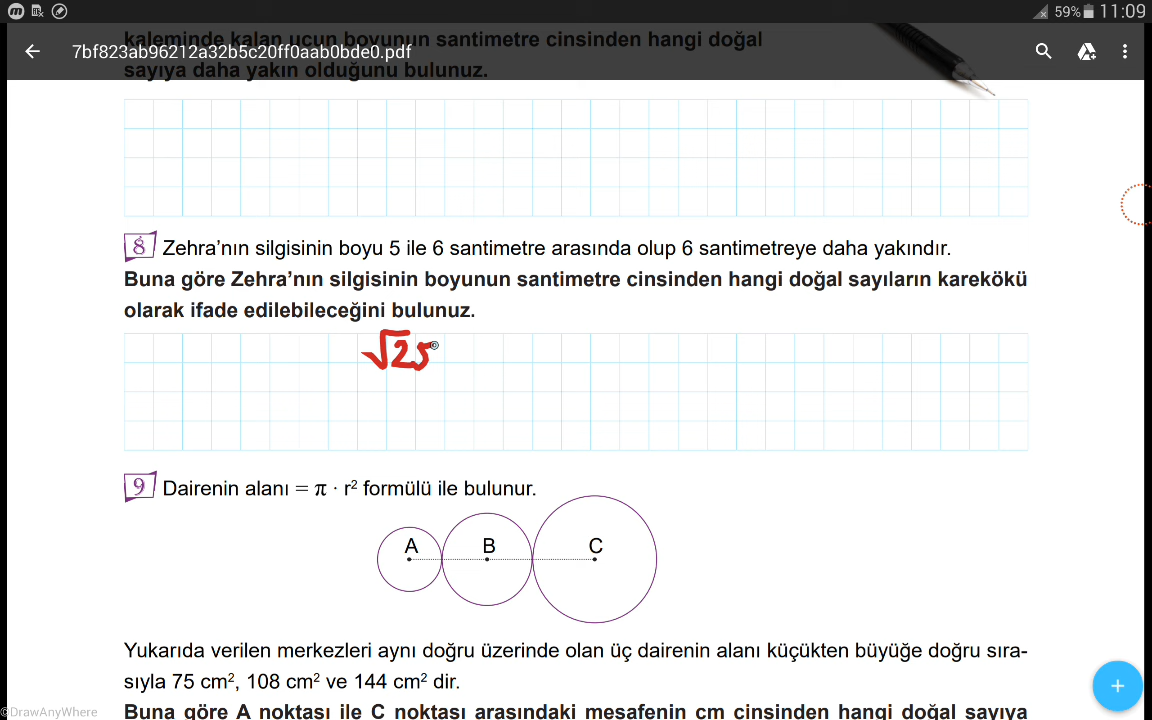 59% 11:09
kaleminde kalan ucun boyunun santimetre cinsinden hangi doğal
7bf823ab96212a32b5c20ff0aab0bde0.pdf
sayıya daha yakın olduğunu bulunuz.
8 Zehra’nın silgisinin boyu 5 ile 6 santimetre arasında olup 6 santimetreye daha yakındır.
Buna göre Zehra’nın silgisinin boyunun santimetre cinsinden hangi doğal sayıların karekökü
olarak ifade edilebileceğini bulunuz.
√25
9 Dairenin alanı = π · r² formülü ile bulunur.
A B C
Yukarıda verilen merkezleri aynı doğru üzerinde olan üç dairenin alanı küçükten büyüğe doğru sıra-
sıyla 75 cm², 108 cm² ve 144 cm² dir.
©DrawAnyWhere
Buna göre A noktası ile C noktası arasındaki mesafenin cm cinsinden hangi doğal sayıya